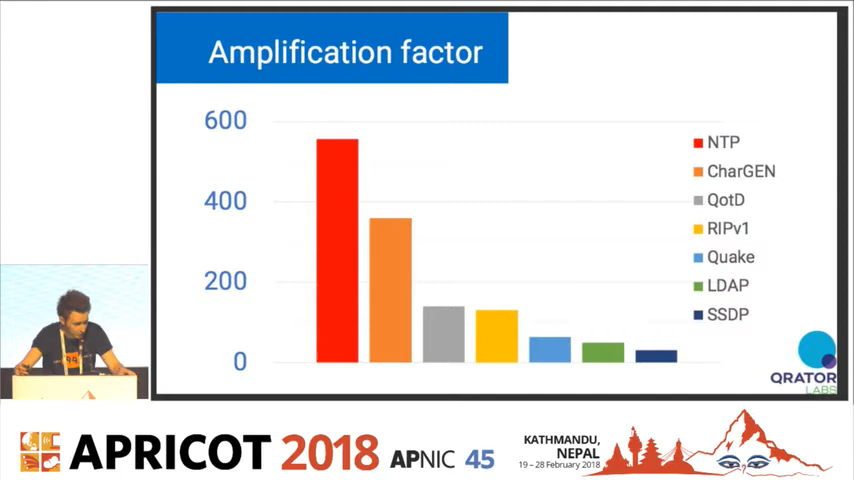 Amplification factor
600
400
200
0
NTP
CharGEN
QotD
RIPv1
Quake
LDAP
SSDP
QRATOR
LABS
APRICOT 2018 APNIC 45
KATHMANDU,
NEPAL
19 – 28 February 2018